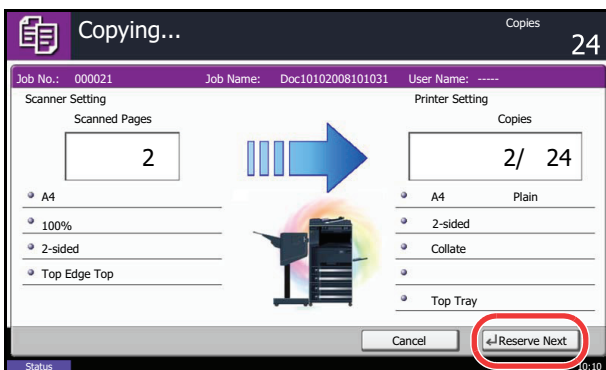 Copying...
Copies
24
Job No.: 000021 Job Name: Doc10102008101031 User Name: -----
Scanner Setting
Scanned Pages
2
A4
100%
2-sided
Top Edge Top
Printer Setting
Copies
2/ 24
A4 Plain
2-sided
Collate
Top Tray
Cancel
Reserve Next
Status
10:10